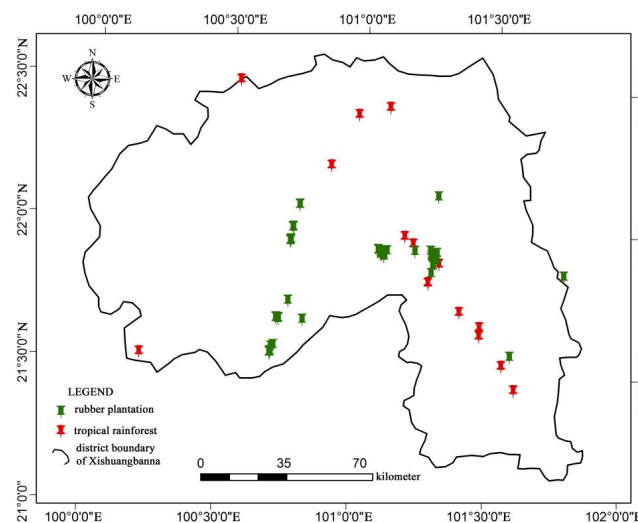 100°0'0"E 100°30'0"E 101°0'0"E 101°30'0"E
22°30'0"N
22°0'0"N
21°30'0"N
21°0'0"N
N
W E
S
LEGEND
rubber plantation
tropical rainforest
district boundary
of Xishuangbanna
0 35 70
kilometer
100°0'0"E 100°30'0"E 101°0'0"E 101°30'0"E 102°0'0"E